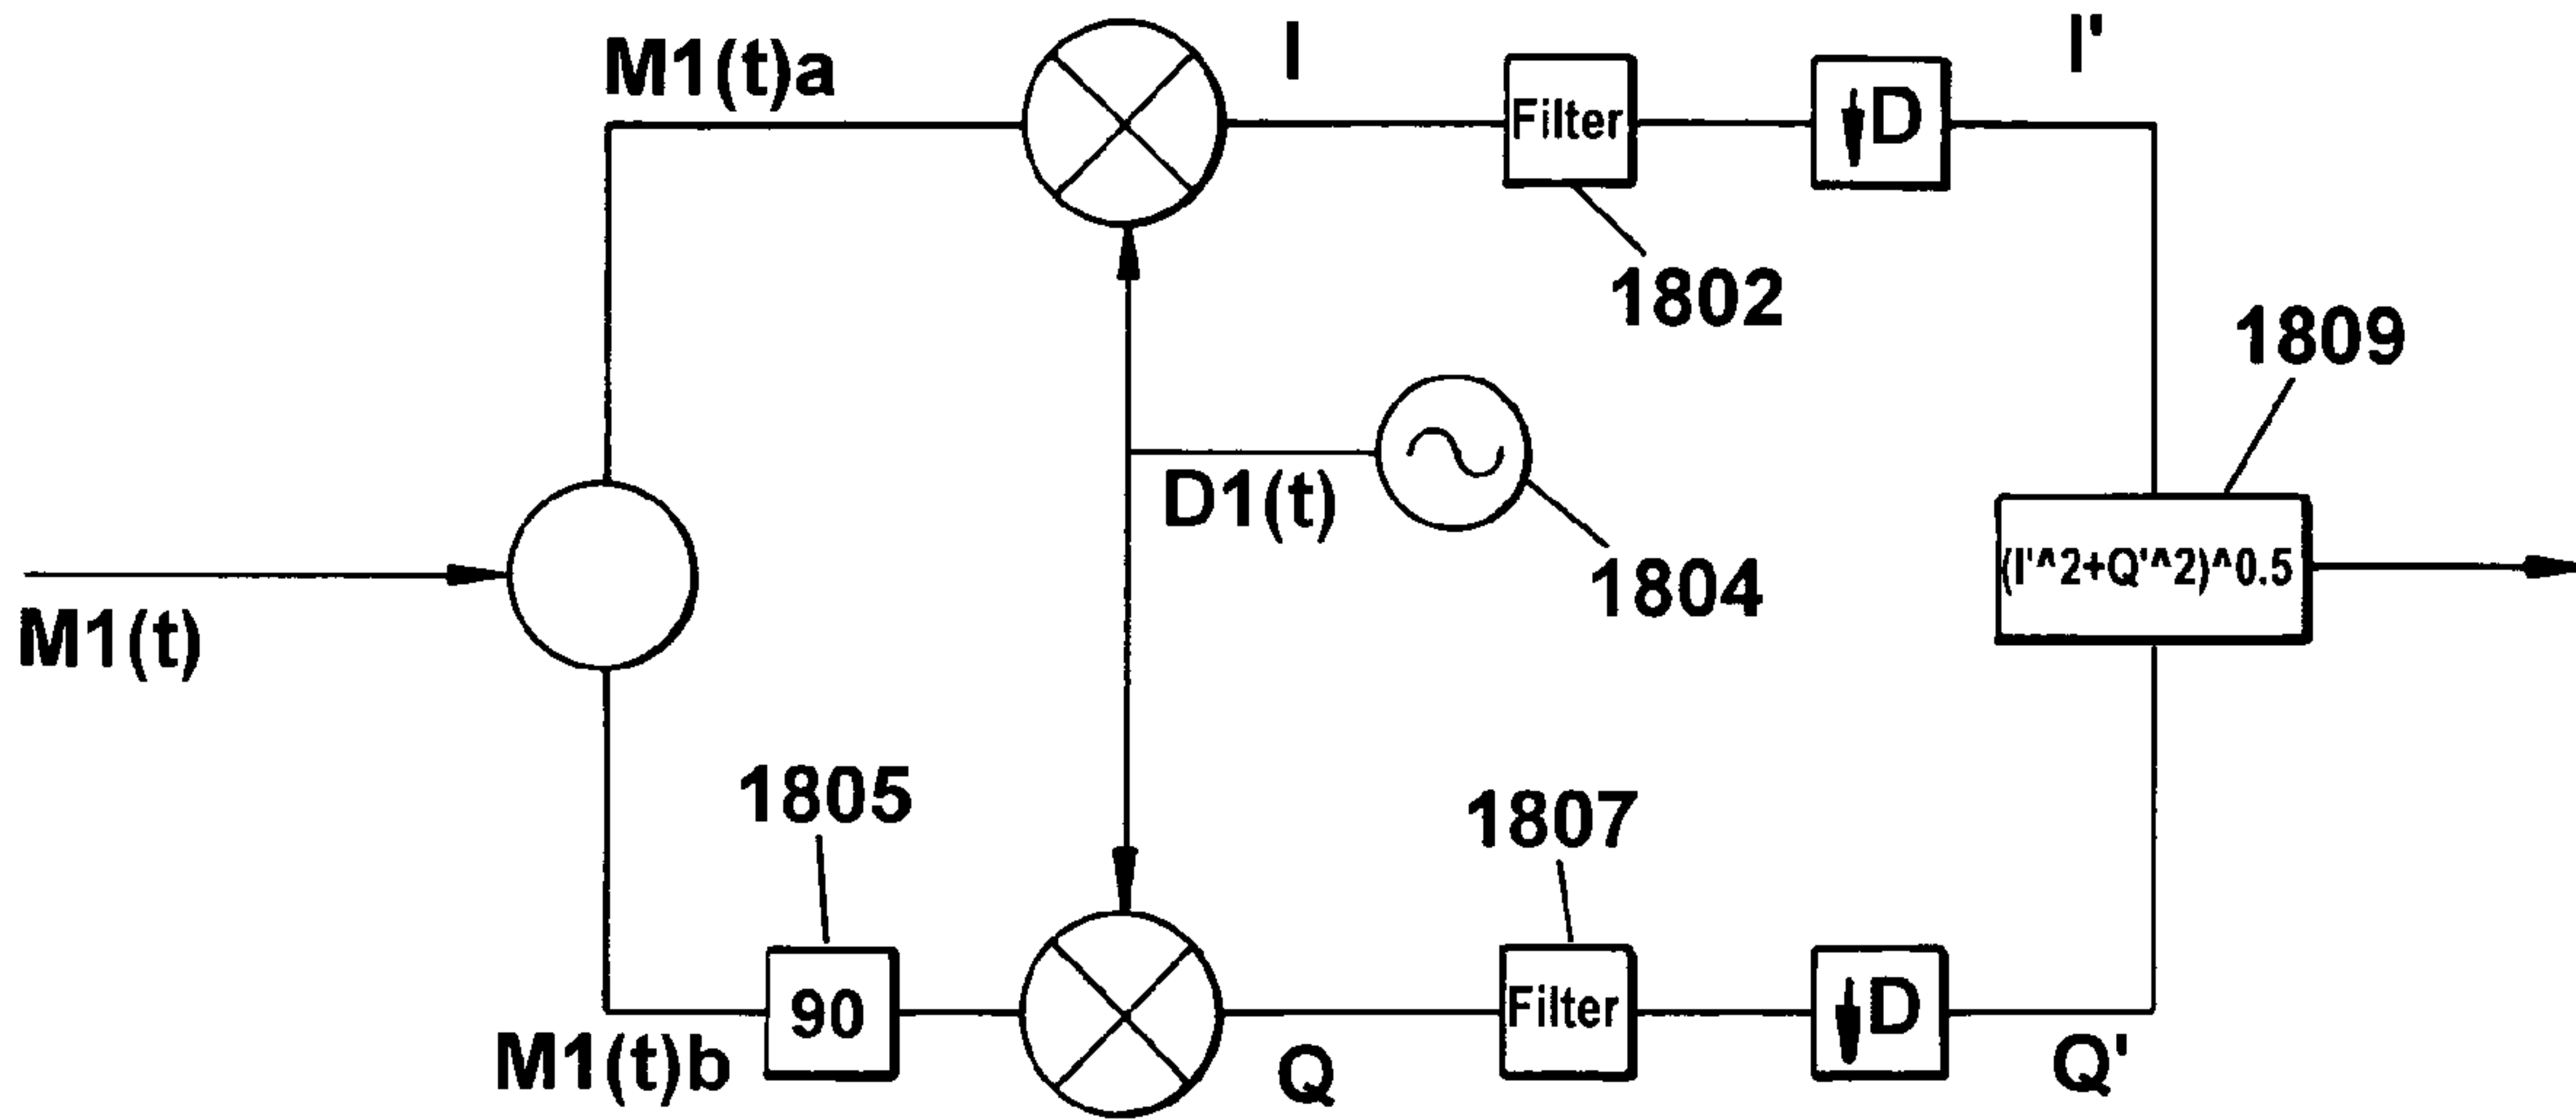 M1(t)a
I
Filter
D
I'
1802
1809
D1(t)
1804
(I'^2+Q'^2)^0.5
M1(t)
1805
1807
90
Filter
D
M1(t)b
Q
Q'